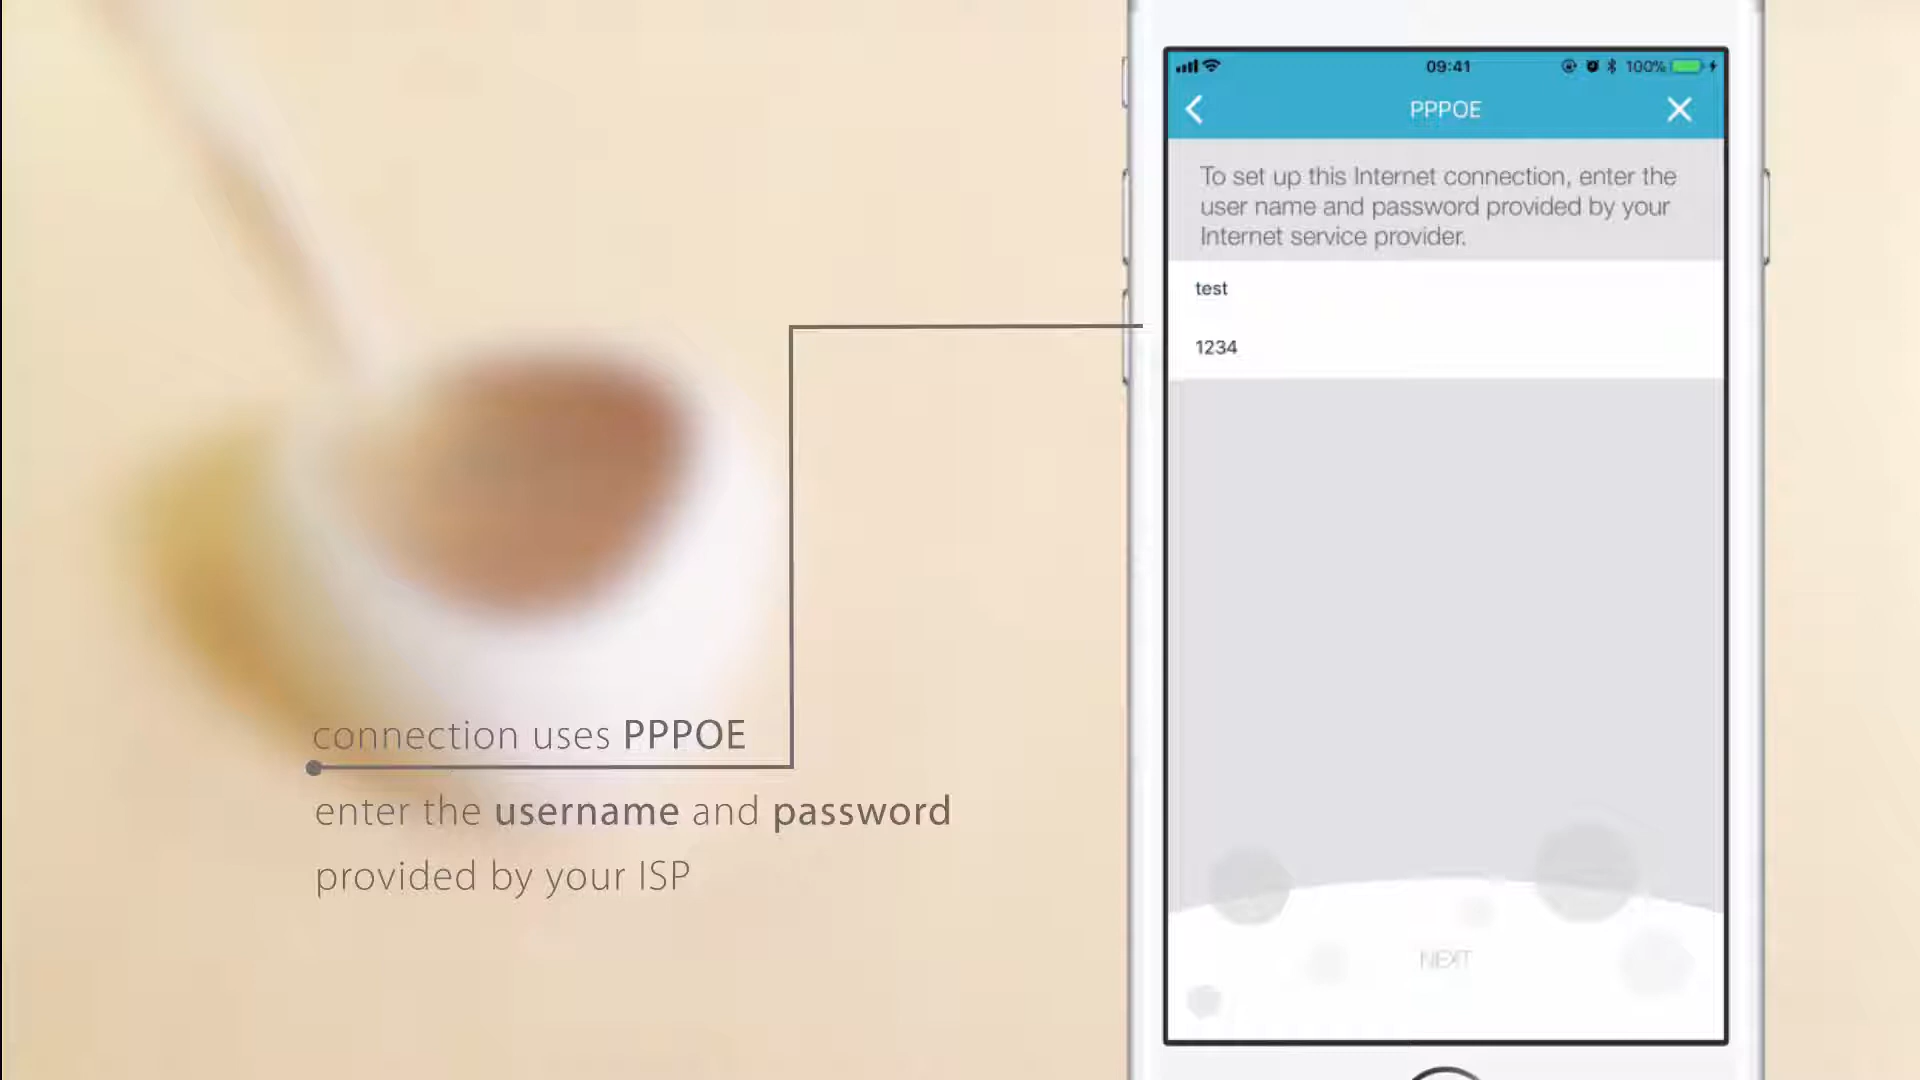 09:41
100%
PPPOE
To set up this Internet connection, enter the
user name and password provided by your
Internet service provider.
test
1234
NEXT
connection uses PPPOE
enter the username and password
provided by your ISP